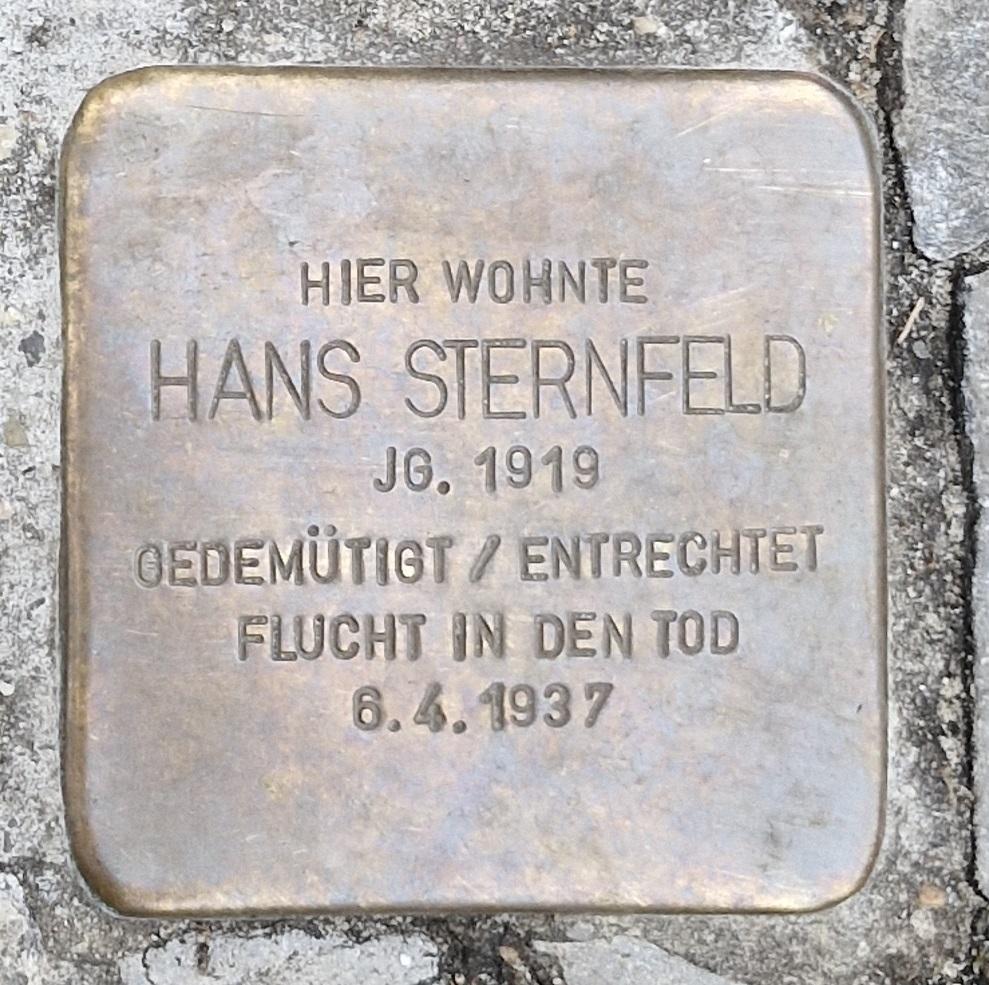 HIER WOHNTE
HANS STERNFELD
JG. 1919
GEDEMÜTIGT / ENTRECHTET
FLUCHT IN DEN TOD
6.4.1937